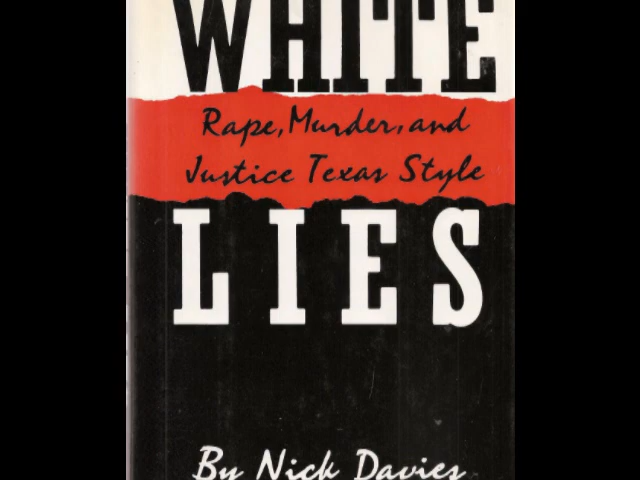 WHITE
Rape, Murder, and
Justice Texas Style
LIES
By Nick Davies